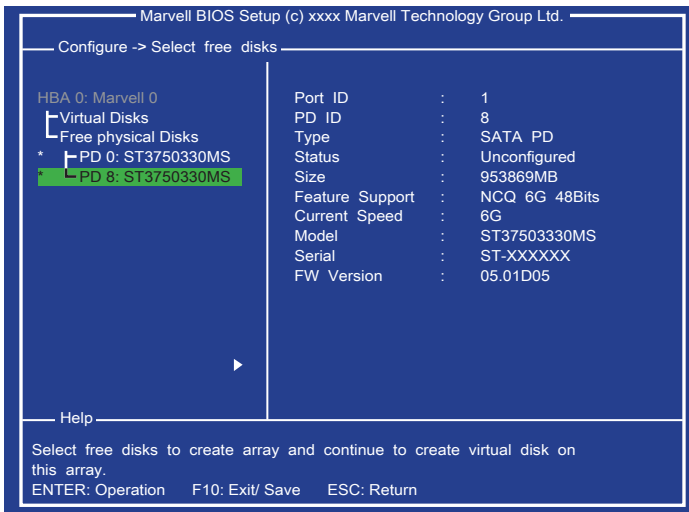 Marvell BIOS Setup (c) xxxx Marvell Technology Group Ltd.
Configure -> Select free disks
HBA 0: Marvell 0
Virtual Disks
Free physical Disks
* PD 0: ST3750330MS
* PD 8: ST3750330MS
Port ID : 1
PD ID : 8
Type : SATA PD
Status : Unconfigured
Size : 953869MB
Feature Support : NCQ 6G 48Bits
Current Speed : 6G
Model : ST37503330MS
Serial : ST-XXXXXX
FW Version : 05.01D05
Help
Select free disks to create array and continue to create virtual disk on
this array.
ENTER: Operation F10: Exit/ Save ESC: Return